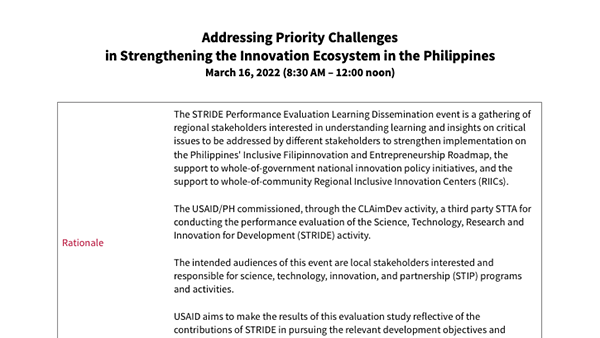 Addressing Priority Challenges
in Strengthening the Innovation Ecosystem in the Philippines
March 16, 2022 (8:30 AM – 12:00 noon)
The STRIDE Performance Evaluation Learning Dissemination event is a gathering of
regional stakeholders interested in understanding learning and insights on critical
issues to be addressed by different stakeholders to strengthen implementation on
the Philippines' Inclusive Filipinnovation and Entrepreneurship Roadmap, the
support to whole-of-government national innovation policy initiatives, and the
support to whole-of-community Regional Inclusive Innovation Centers (RIICs).
The USAID/PH commissioned, through the CLAimDev activity, a third party STTA for
conducting the performance evaluation of the Science, Technology, Research and
Innovation for Development (STRIDE) activity.
Rationale
The intended audiences of this event are local stakeholders interested and
responsible for science, technology, innovation, and partnership (STIP) programs
and activities.
USAID aims to make the results of this evaluation study reflective of the
contributions of STRIDE in pursuing the relevant development objectives and